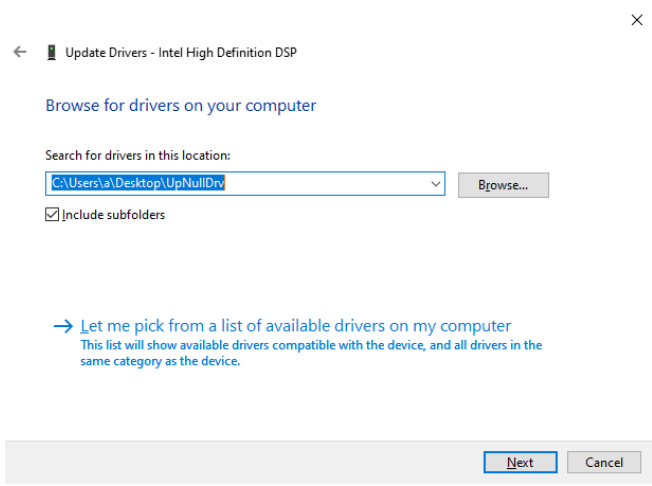 Update Drivers - Intel High Definition DSP
Browse for drivers on your computer
Search for drivers in this location:
C:\Users\a\Desktop\UpNullDrv
Browse...
Include subfolders
Let me pick from a list of available drivers on my computer
This list will show available drivers compatible with the device, and all drivers in the
same category as the device.
Next
Cancel